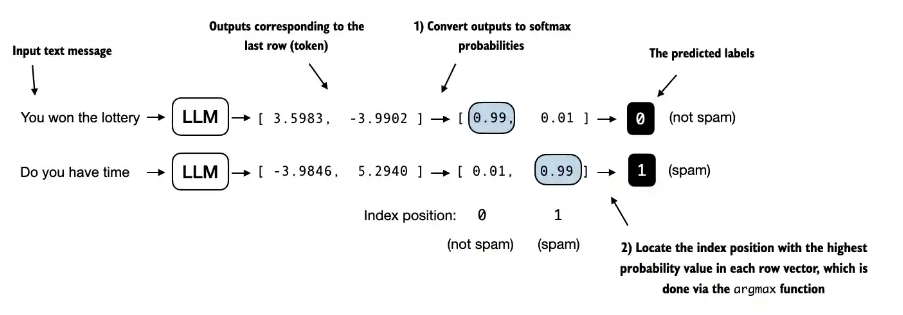 Outputs corresponding to the
last row (token)
1) Convert outputs to softmax
probabilities
Input text message
The predicted labels
You won the lottery LLM [ 3.5983, -3.9902 ] [ 0.99, 0.01 ] 0 (not spam)
Do you have time LLM [ -3.9846, 5.2940 ] [ 0.01, 0.99 ] 1 (spam)
Index position: 0 1
(not spam) (spam)
2) Locate the index position with the highest
probability value in each row vector, which is
done via the argmax function